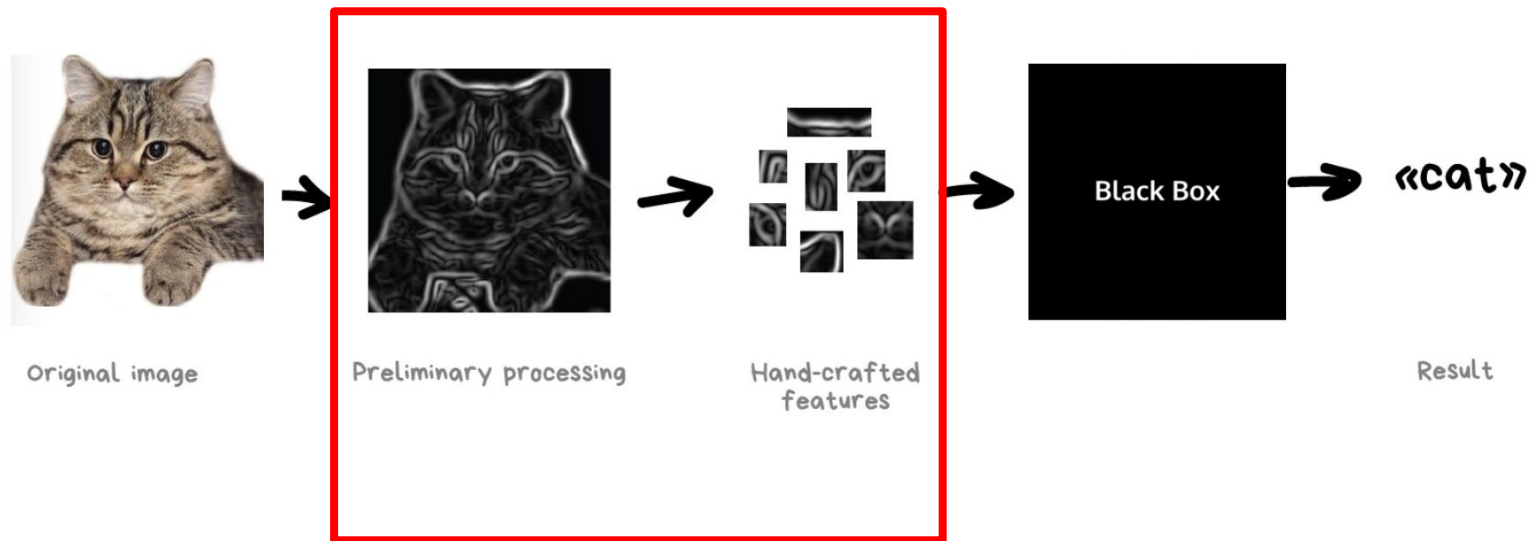 Black Box
«cat»
Original image
Preliminary processing
Hand-crafted
features
Result